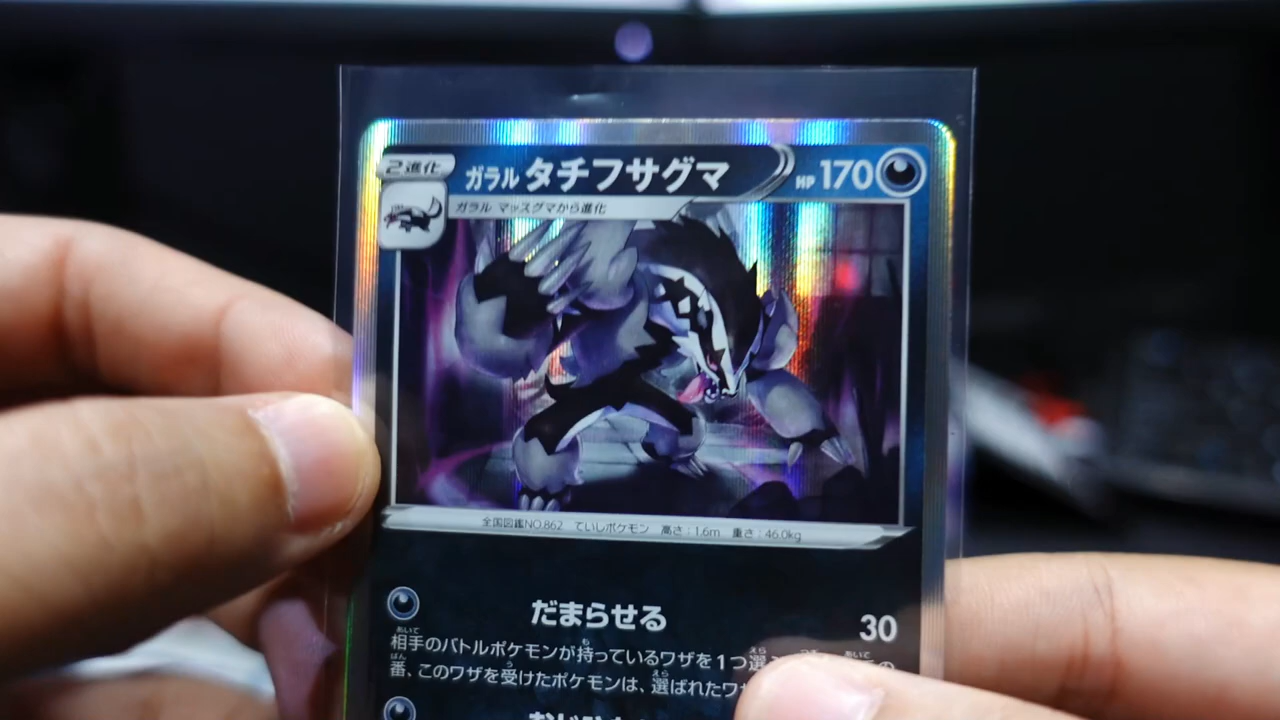 2進化
ガラル タチフサグマ HP 170
ガラル マッスグマから進化
全国図鑑NO.862 ていしポケモン 高さ：1.6m 重さ：46.0kg
だまらせる 30
相手のバトルポケモンが持っているワザを1つ選
番、このワザを受けたポケモンは、選ばれたワザ